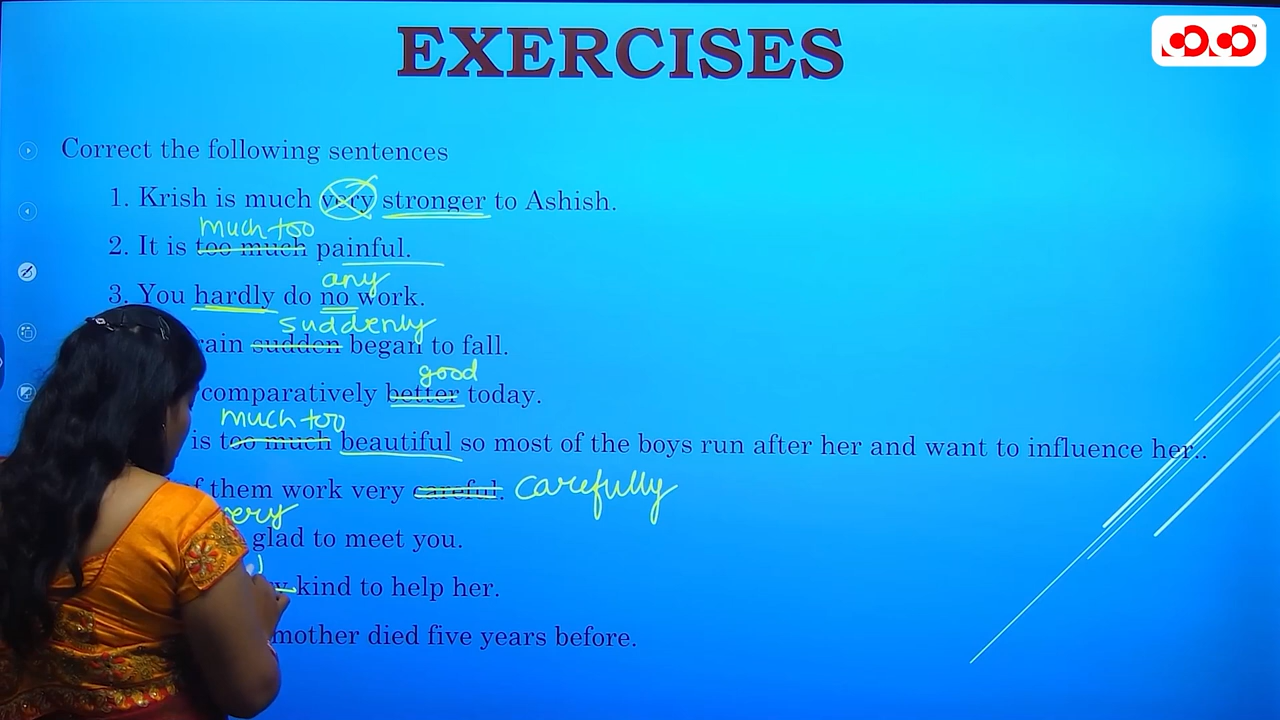 EXERCISES
Correct the following sentences
1. Krish is much very stronger to Ashish.
much too
2. It is too much painful.
any
3. You hardly do no work.
suddenly
rain sudden began to fall.
good
comparatively better today.
much too
is too much beautiful so most of the boys run after her and want to influence her..
of them work very careful. carefully
glad to meet you.
kind to help her.
mother died five years before.